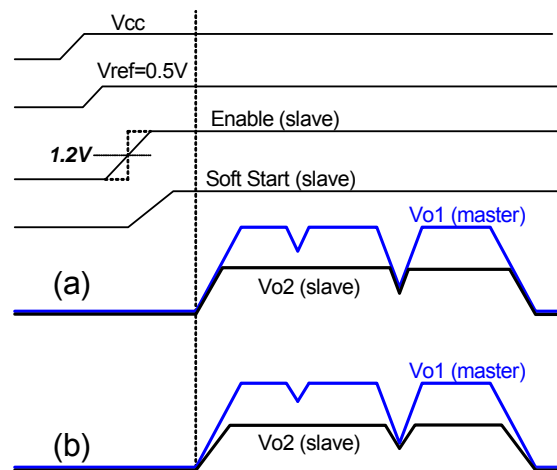 Vcc
Vref=0.5V
Enable (slave)
1.2V
Soft Start (slave)
Vo1 (master)
(a)
Vo2 (slave)
Vo1 (master)
(b)
Vo2 (slave)